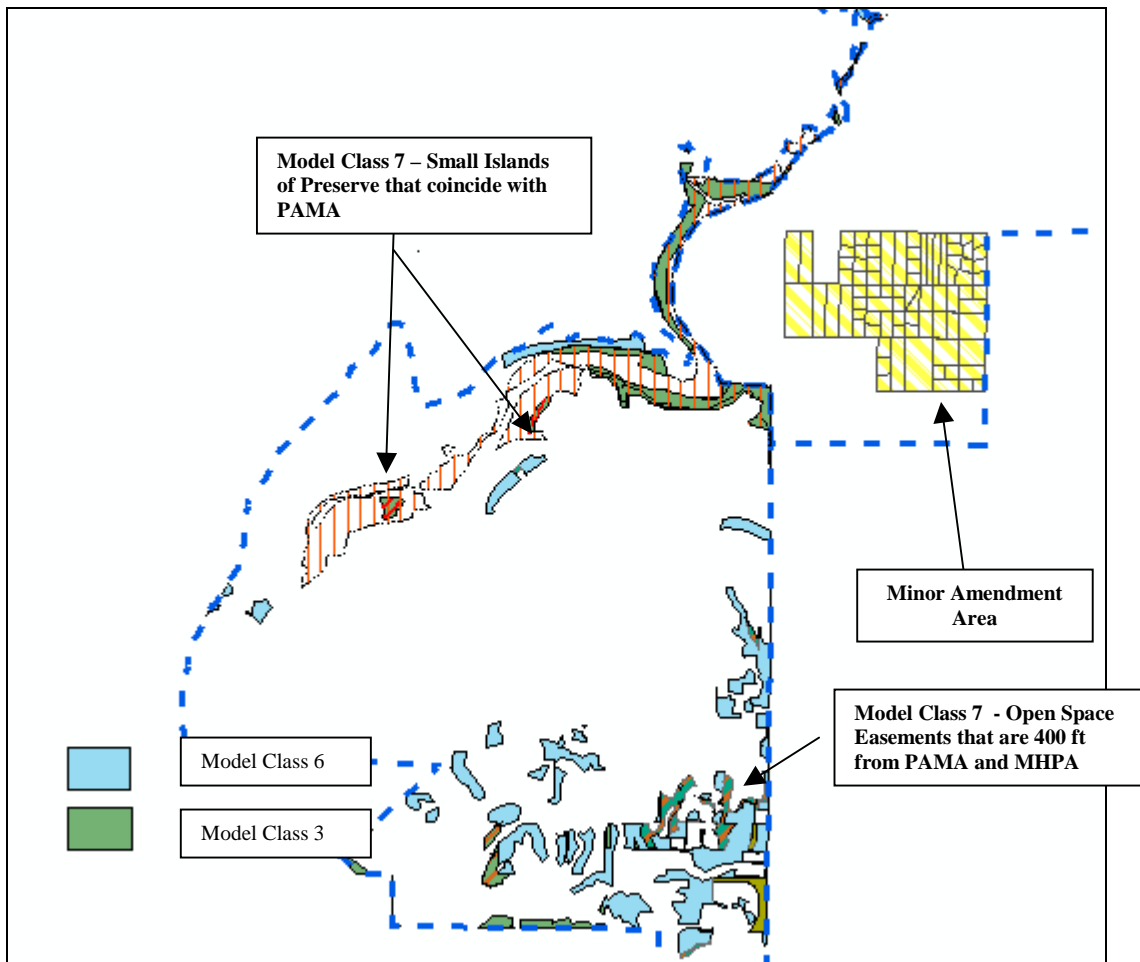 Model Class 7 – Small Islands
of Preserve that coincide with
PAMA
Minor Amendment
Area
Model Class 7  - Open Space
Easements that are 400 ft
from PAMA and MHPA
Model Class 6
Model Class 3